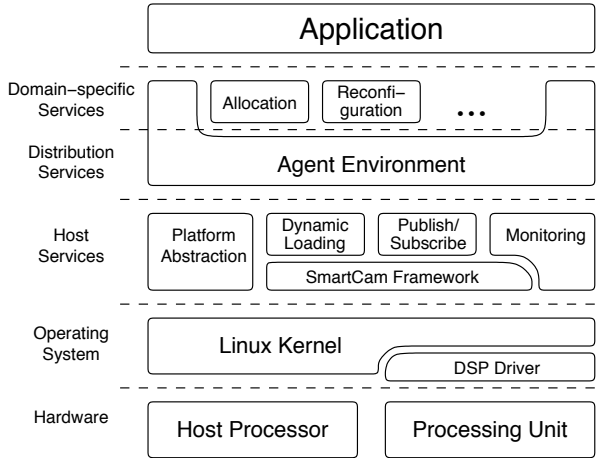 Application
Domain−specific
Services
Allocation
Reconfi−
guration
...
Distribution
Services
Agent Environment
Host
Services
Platform
Abstraction
Dynamic
Loading
Publish/
Subscribe
Monitoring
SmartCam Framework
Operating
System
Linux Kernel
DSP Driver
Hardware
Host Processor
Processing Unit